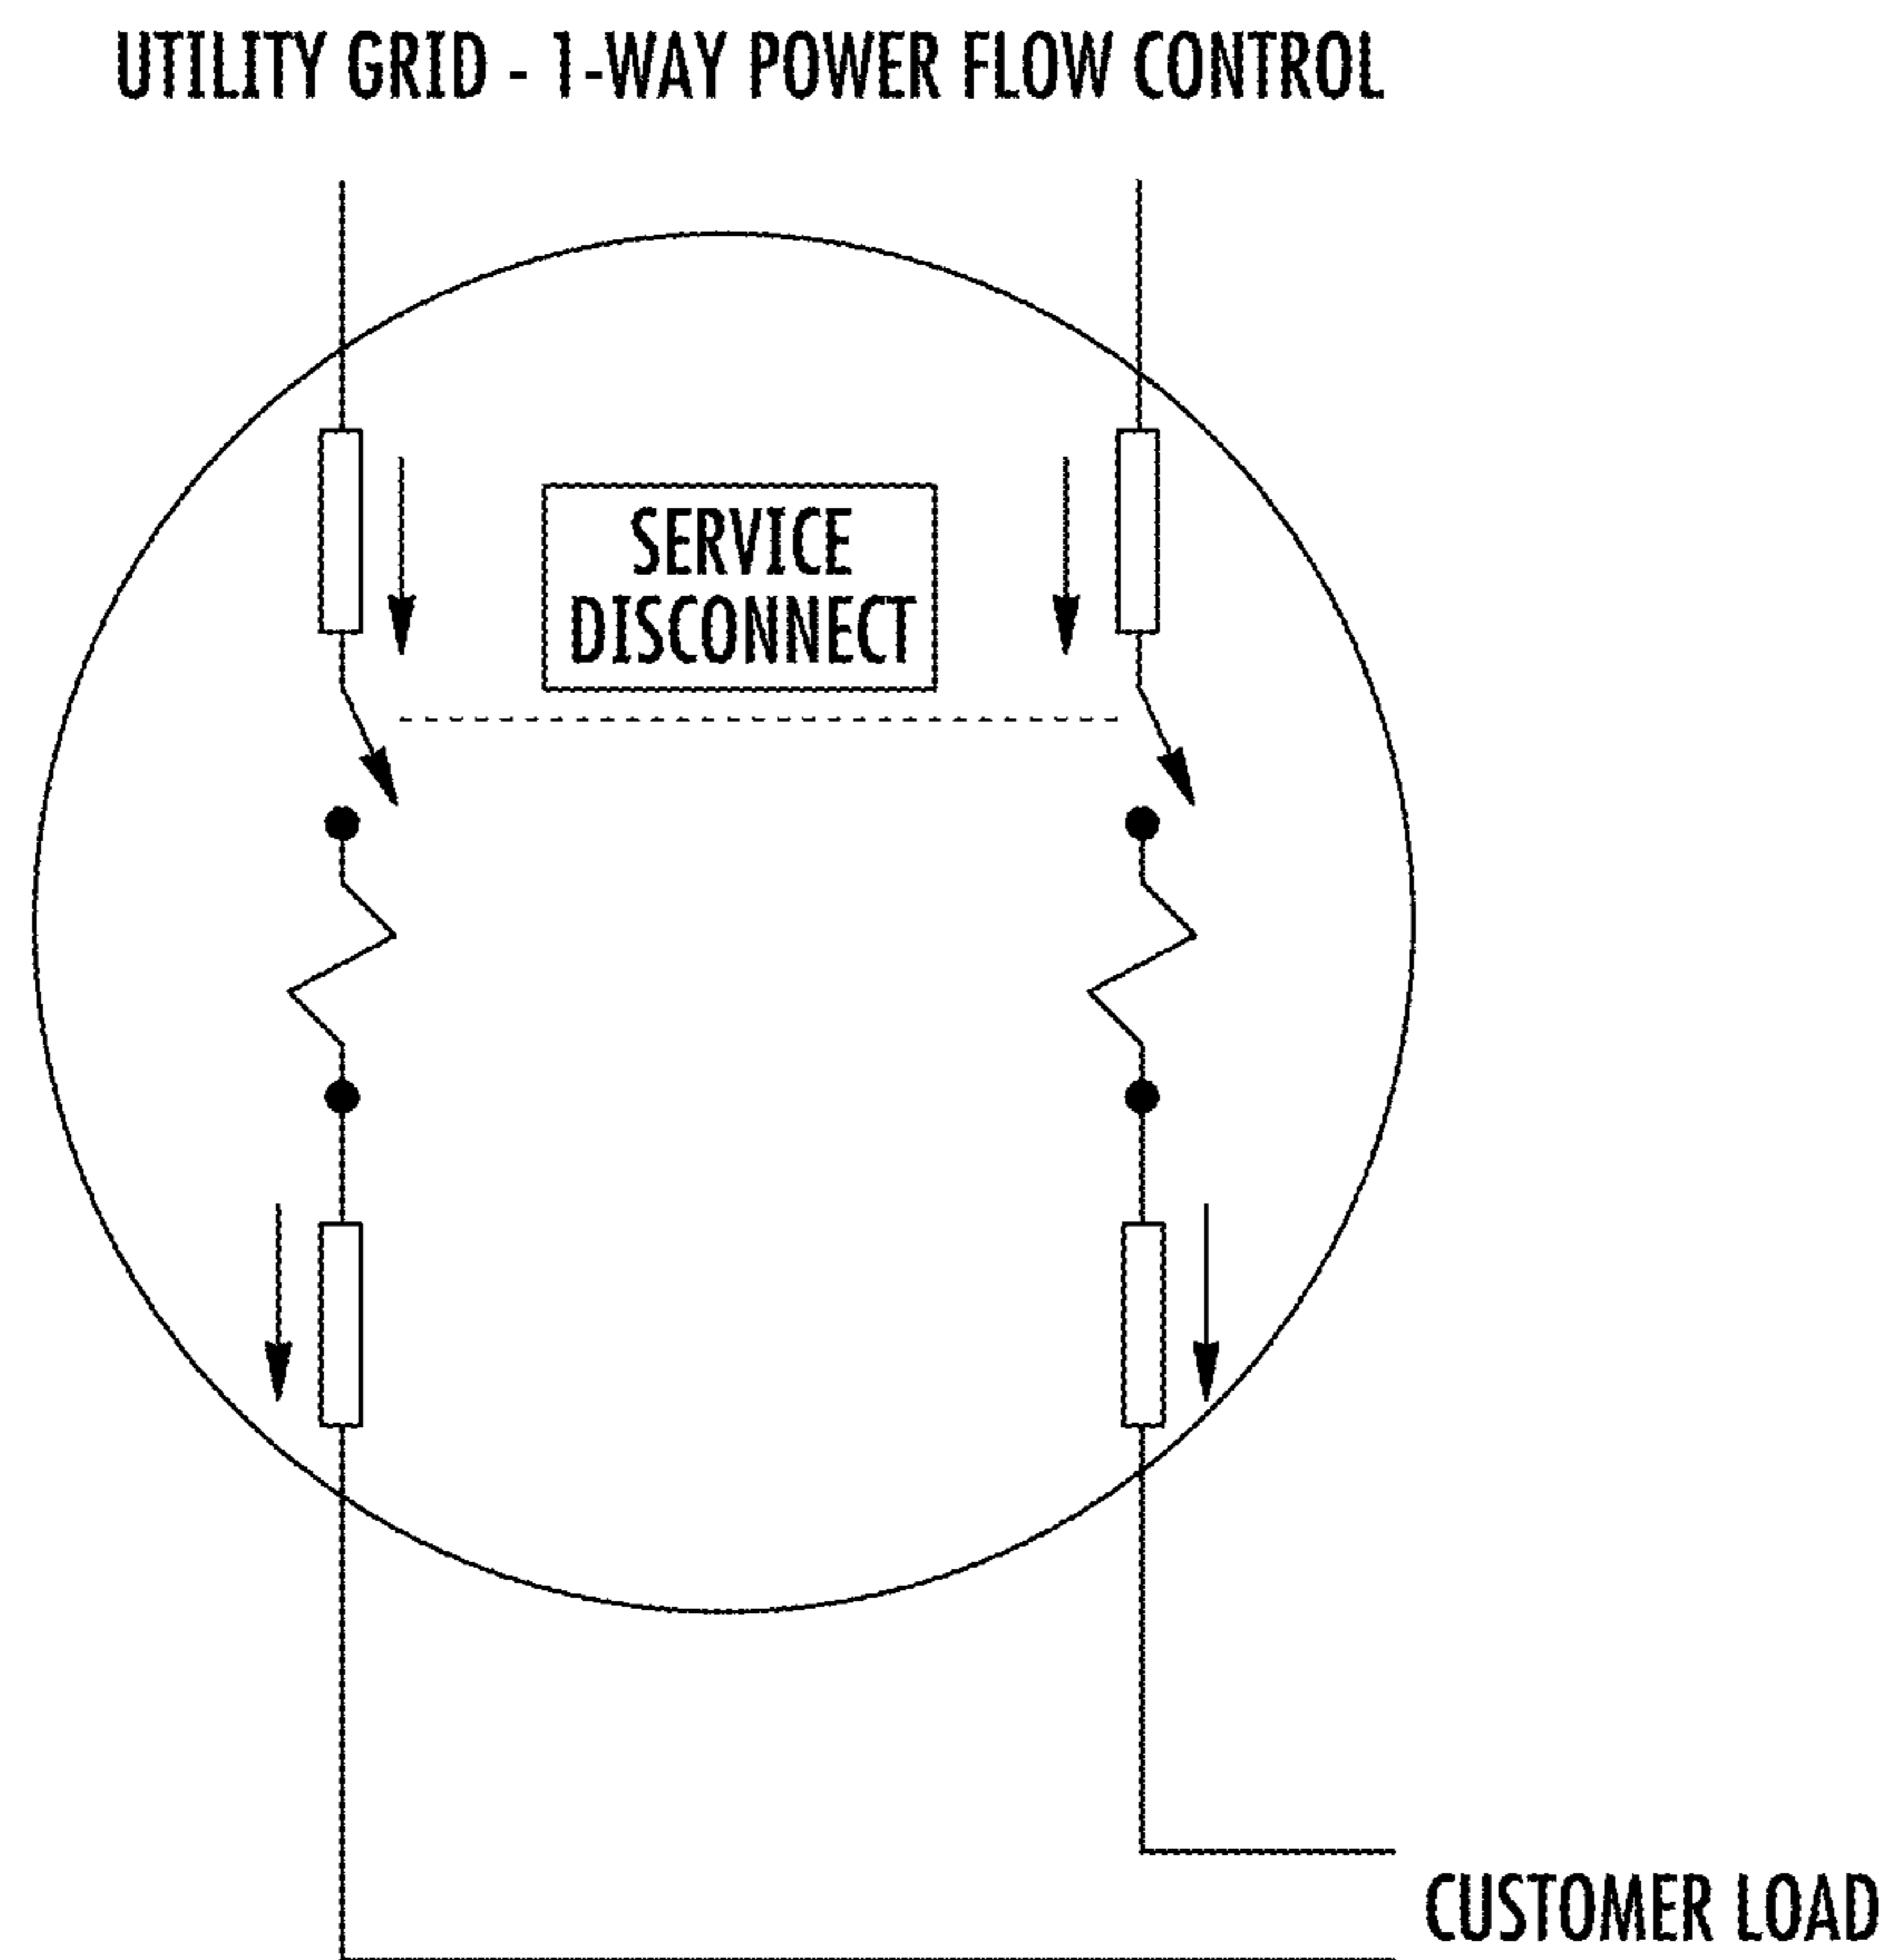 UTILITY GRID - 1-WAY POWER FLOW CONTROL
SERVICE
DISCONNECT
CUSTOMER LOAD